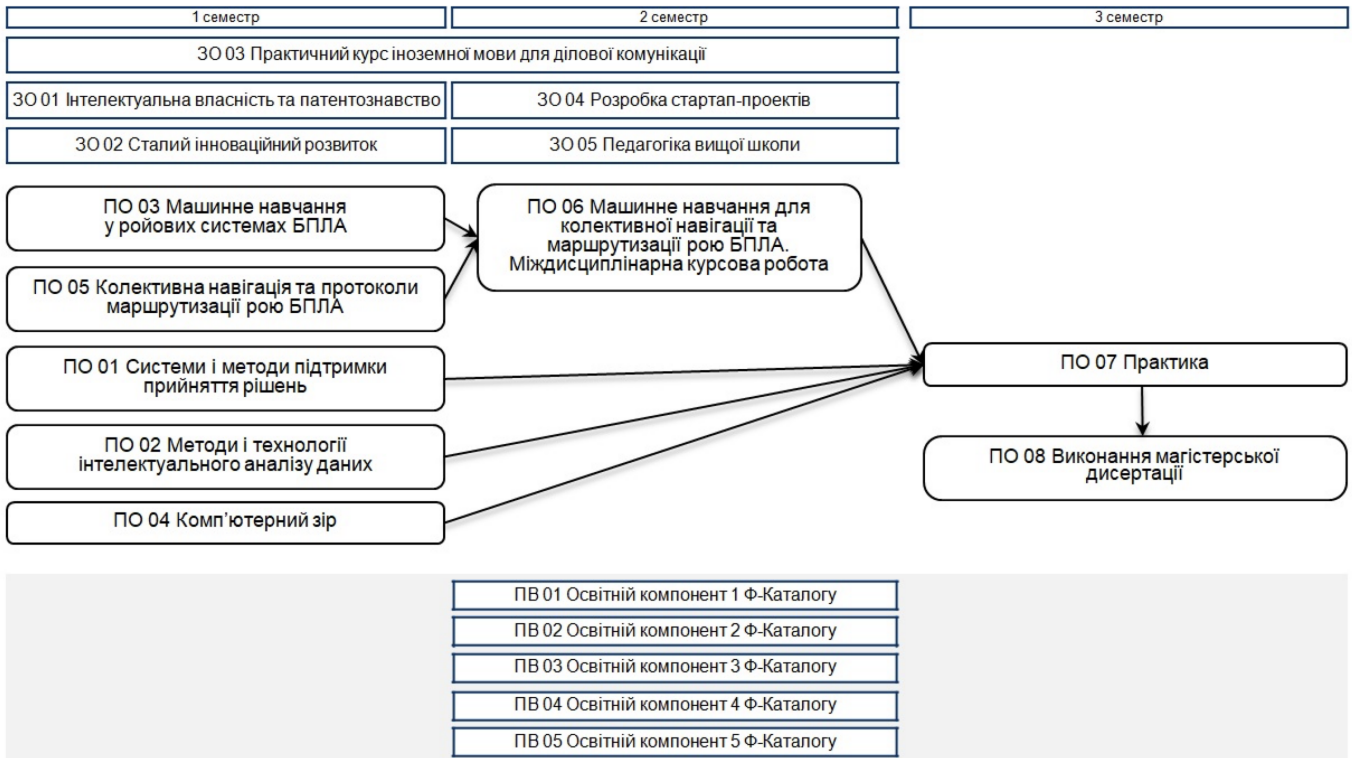 1 семестр
2 семестр
3 семестр
ЗО 03 Практичний курс іноземної мови для ділової комунікації
ЗО 01 Інтелектуальна власність та патентознавство
ЗО 04 Розробка стартап-проектів
ЗО 02 Сталий інноваційний розвиток
ЗО 05 Педагогіка вищої школи
ПО 03 Машинне навчання
у ройових системах БПЛА
ПО 06 Машинне навчання для
колективної навігації та
маршрутизації рою БПЛА.
Міждисциплінарна курсова робота
ПО 05 Колективна навігація та протоколи
маршрутизації рою БПЛА
ПО 01 Системи і методи підтримки
прийняття рішень
ПО 07 Практика
ПО 02 Методи і технології
інтелектуального аналізу даних
ПО 08 Виконання магістерської
дисертації
ПО 04 Комп’ютерний зір
ПВ 01 Освітній компонент 1 Ф-Каталогу
ПВ 02 Освітній компонент 2 Ф-Каталогу
ПВ 03 Освітній компонент 3 Ф-Каталогу
ПВ 04 Освітній компонент 4 Ф-Каталогу
ПВ 05 Освітній компонент 5 Ф-Каталогу